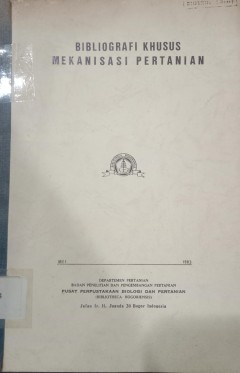 BIBLIOGRAFI KHUSUS
MEKANISASI PERTANIAN
DEPARTEMEN PERTANIAN
BADAN PENELITIAN DAN PENGEMBANGAN PERTANIAN
PUSAT PERPUSTAKAAN BIOLOGI DAN PERTANIAN
(BIBLIOTHECA BOGORIENSIS)
Jalan Ir. H. Juanda 20 Bogor Indonesia